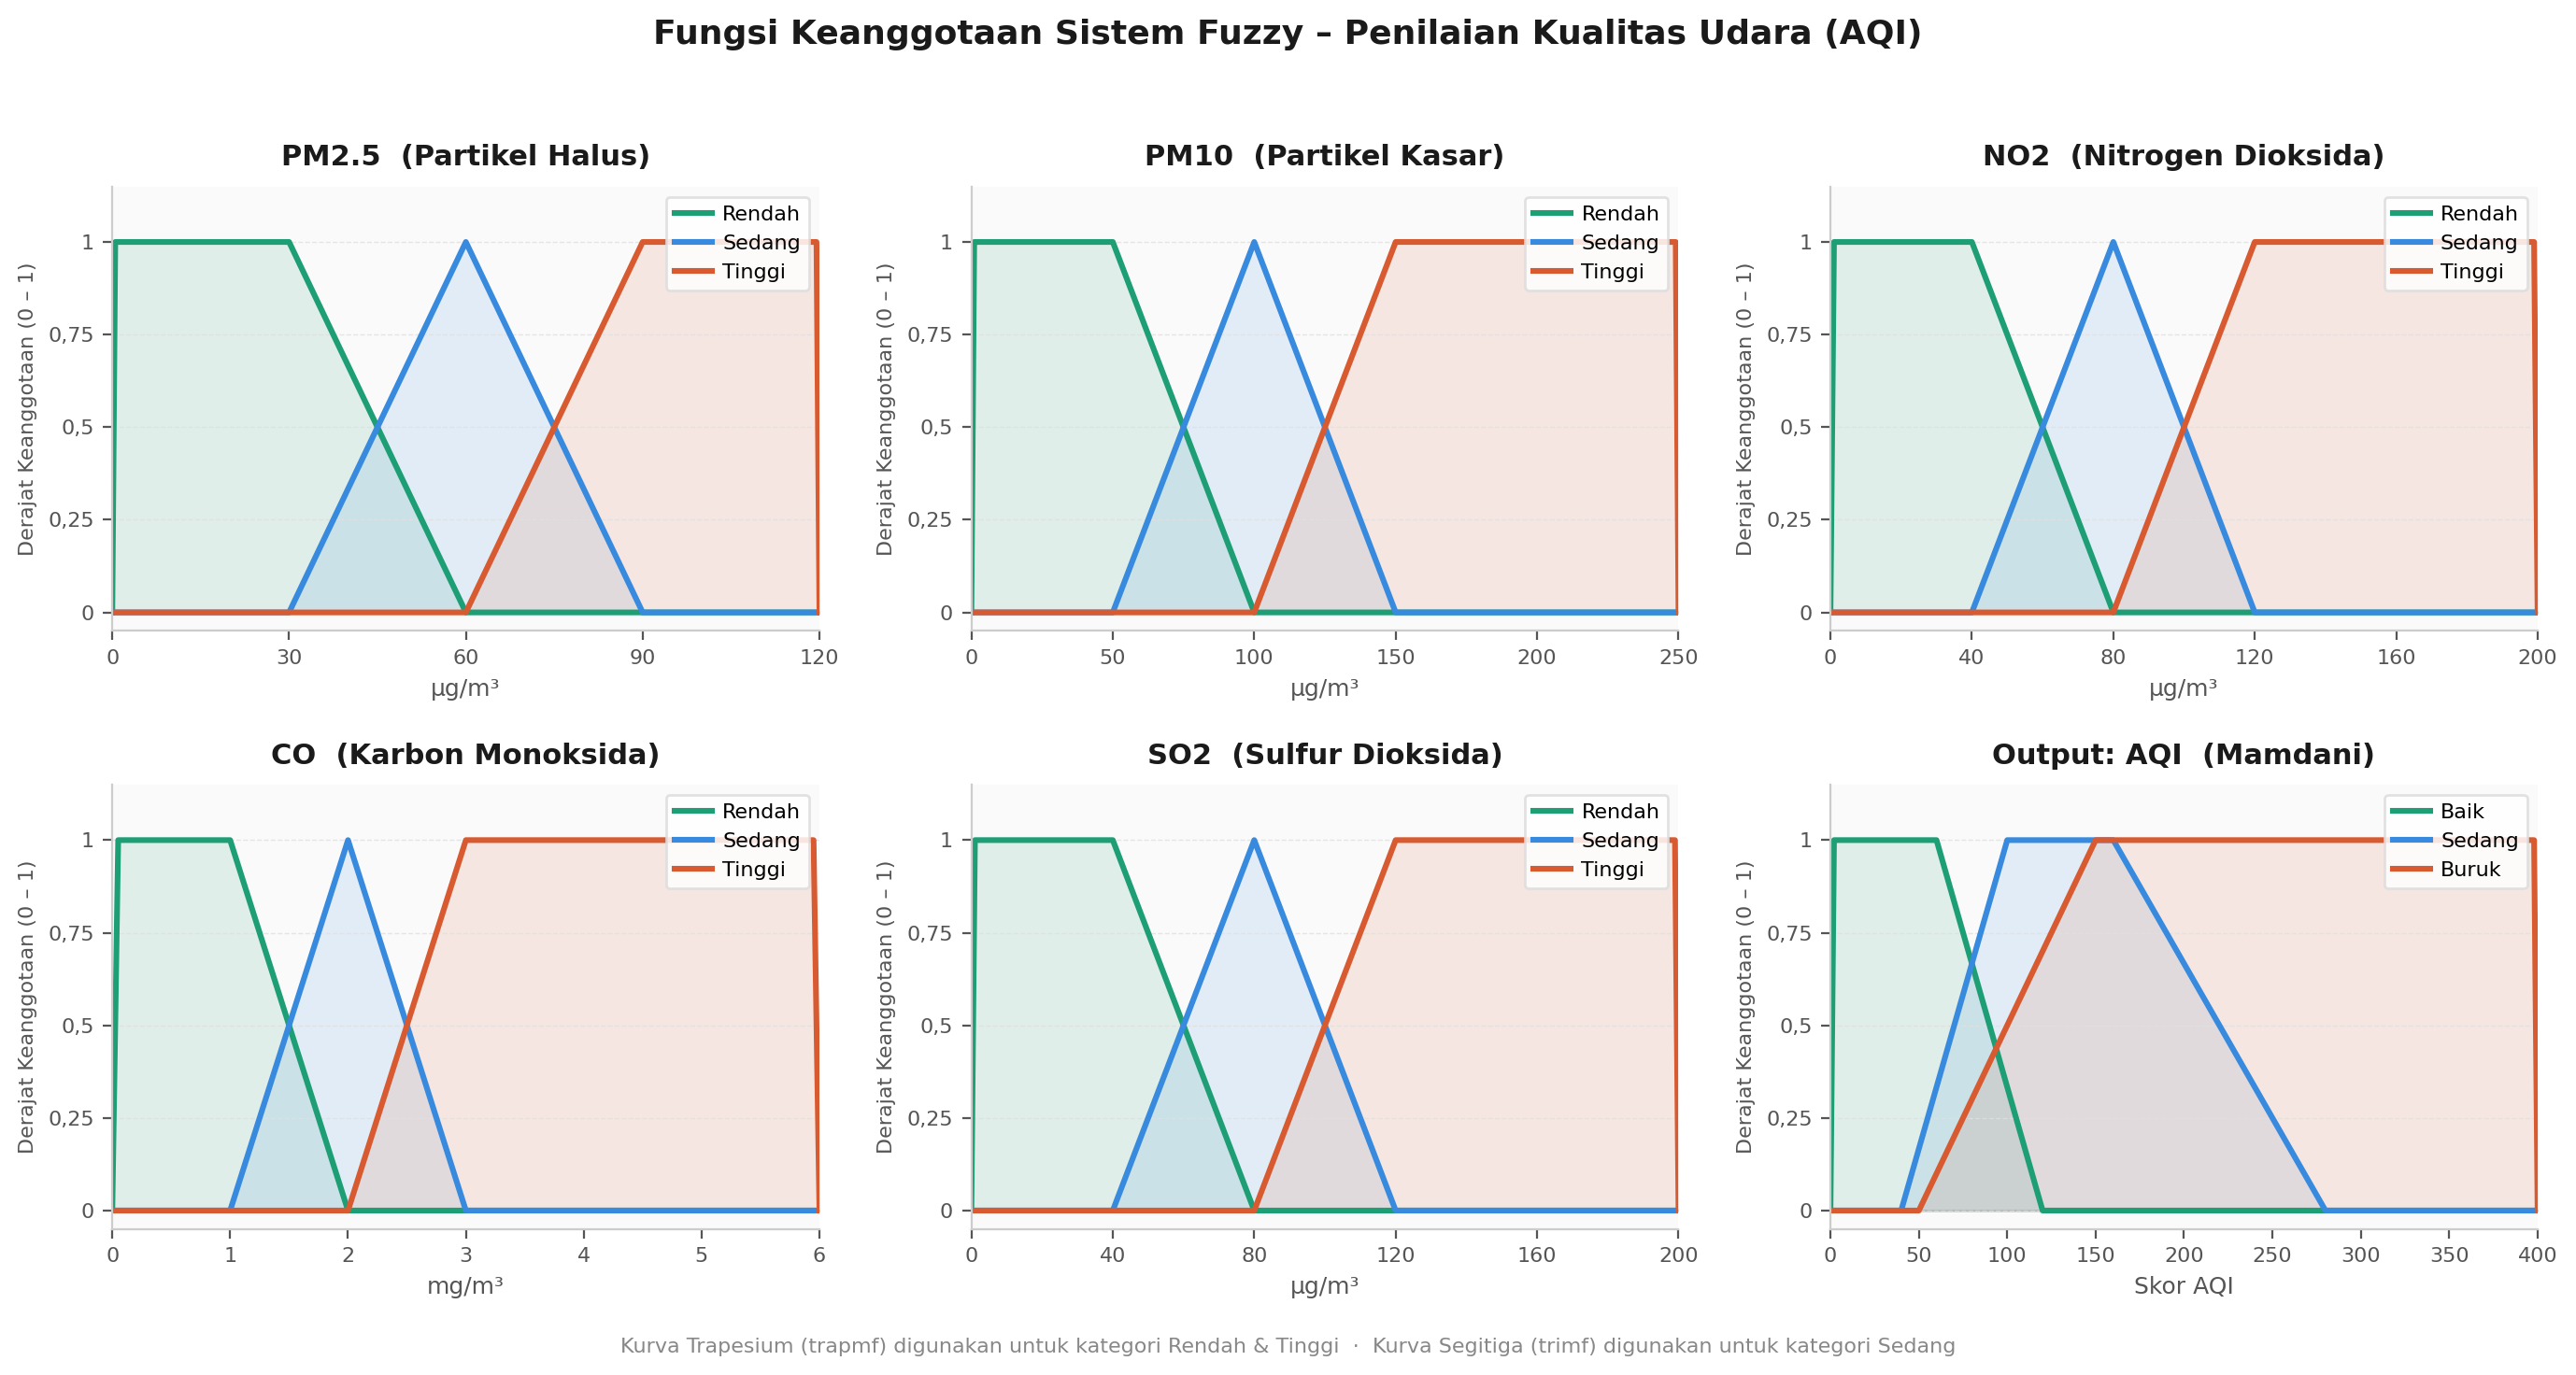 Fungsi Keanggotaan Sistem Fuzzy – Penilaian Kualitas Udara (AQI)
PM2.5 (Partikel Halus)
Derajat Keanggotaan (0 – 1)
1
0,75
0,5
0,25
0
Rendah
Sedang
Tinggi
0 30 60 90 120
µg/m³
PM10 (Partikel Kasar)
Derajat Keanggotaan (0 – 1)
1
0,75
0,5
0,25
0
Rendah
Sedang
Tinggi
0 50 100 150 200 250
µg/m³
NO2 (Nitrogen Dioksida)
Derajat Keanggotaan (0 – 1)
1
0,75
0,5
0,25
0
Rendah
Sedang
Tinggi
0 40 80 120 160 200
µg/m³
CO (Karbon Monoksida)
Derajat Keanggotaan (0 – 1)
1
0,75
0,5
0,25
0
Rendah
Sedang
Tinggi
0 1 2 3 4 5 6
mg/m³
SO2 (Sulfur Dioksida)
Derajat Keanggotaan (0 – 1)
1
0,75
0,5
0,25
0
Rendah
Sedang
Tinggi
0 40 80 120 160 200
µg/m³
Output: AQI (Mamdani)
Derajat Keanggotaan (0 – 1)
1
0,75
0,5
0,25
0
Baik
Sedang
Buruk
0 50 100 150 200 250 300 350 400
Skor AQI
Kurva Trapesium (trapmf) digunakan untuk kategori Rendah & Tinggi · Kurva Segitiga (trimf) digunakan untuk kategori Sedang